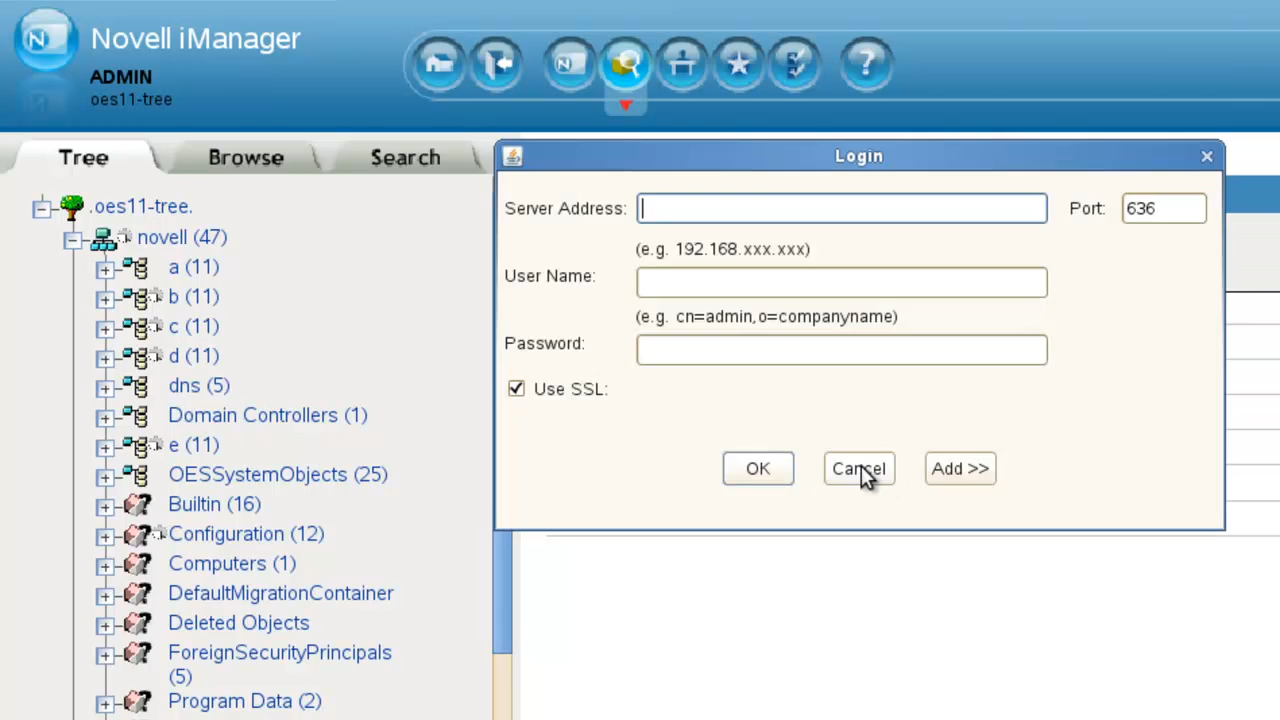 Novell iManager
ADMIN
oes11-tree
N
N
?
Tree
Browse
Search
.oes11-tree.
novell (47)
a (11)
b (11)
c (11)
d (11)
dns (5)
Domain Controllers (1)
e (11)
OESSystemObjects (25)
Builtin (16)
Configuration (12)
Computers (1)
DefaultMigrationContainer
Deleted Objects
ForeignSecurityPrincipals
(5)
Program Data (2)
Login
Server Address:
Port: 636
(e.g. 192.168.xxx.xxx)
User Name:
(e.g. cn=admin,o=companyname)
Password:
Use SSL:
OK
Cancel
Add >>